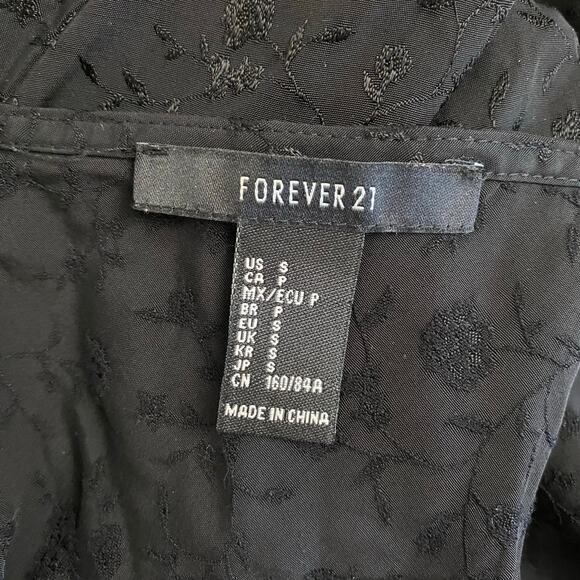 FOREVER 21
US S
CA P
MX/ECU P
BR P
EU S
UK S
KR S
JP S
CN 160/84A
MADE IN CHINA